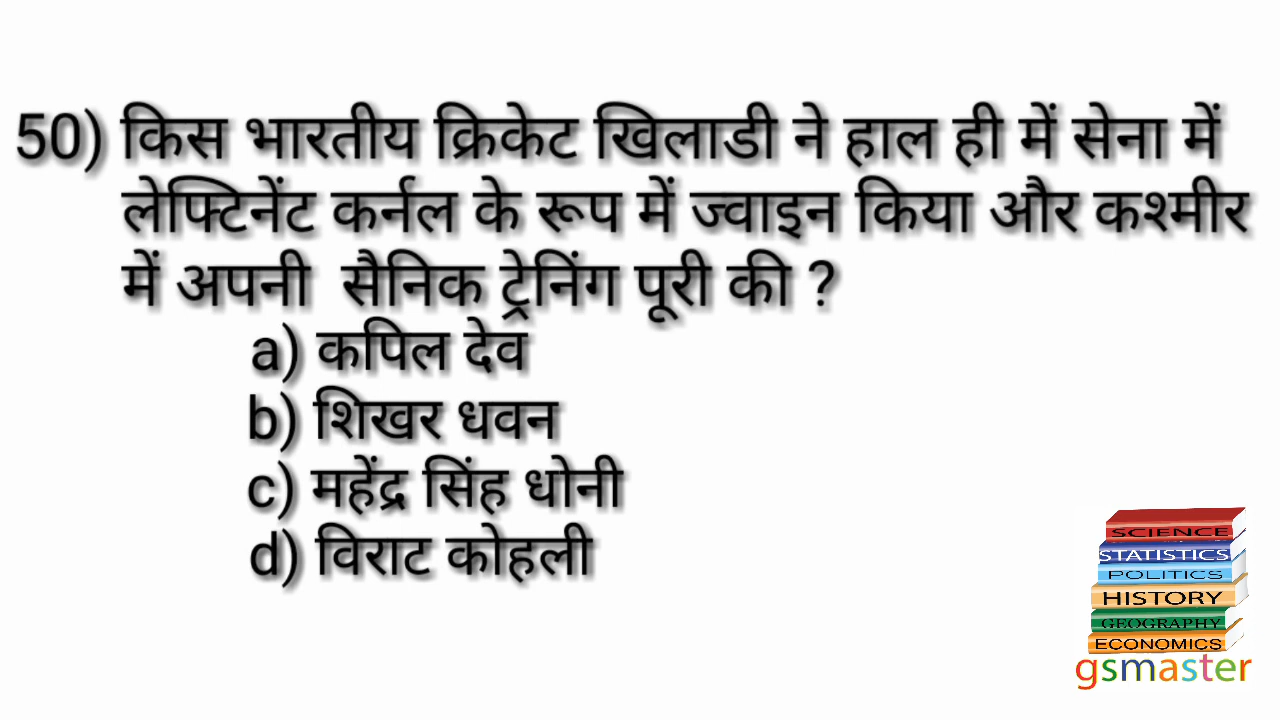 50) किस भारतीय क्रिकेट खिलाडी ने हाल ही में सेना में
लेफ्टिनेंट कर्नल के रूप में ज्वाइन किया और कश्मीर
में अपनी सैनिक ट्रेनिंग पूरी की ?
a) कपिल देव
b) शिखर धवन
c) महेंद्र सिंह धोनी
d) विराट कोहली
SCIENCE
STATISTICS
POLITICS
HISTORY
GEOGRAPHY
ECONOMICS
gsmaster